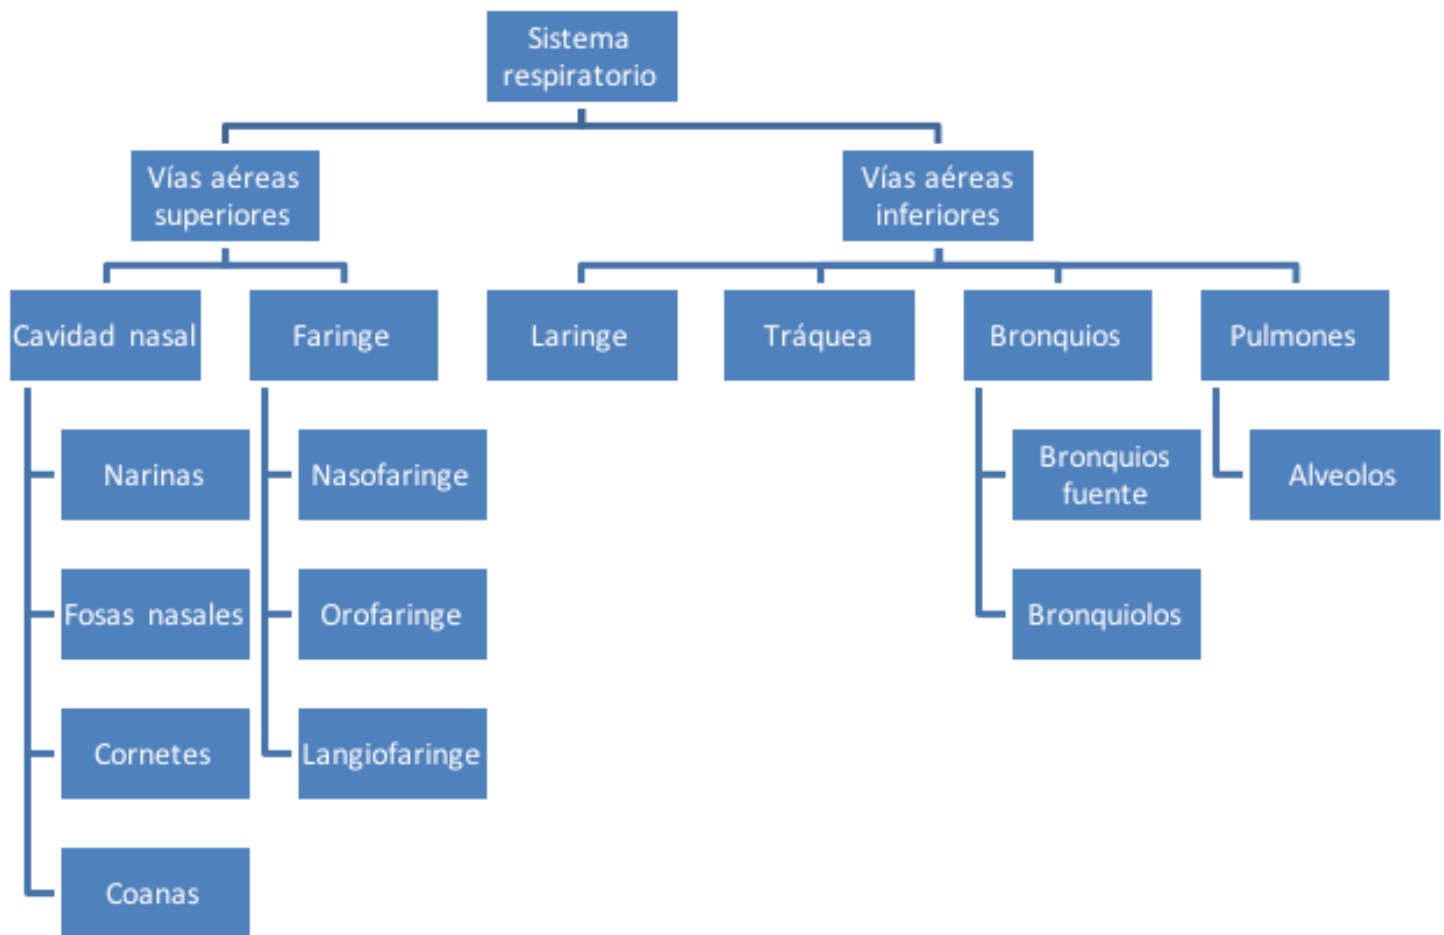 Sistema
respiratorio
Vías aéreas
superiores
Vías aéreas
inferiores
Cavidad nasal
Faringe
Laringe
Tráquea
Bronquios
Pulmones
Narinas
Nasofaringe
Bronquios
fuente
Alveolos
Fosas nasales
Orofaringe
Bronquiolos
Cornetes
Langiofaringe
Coanas